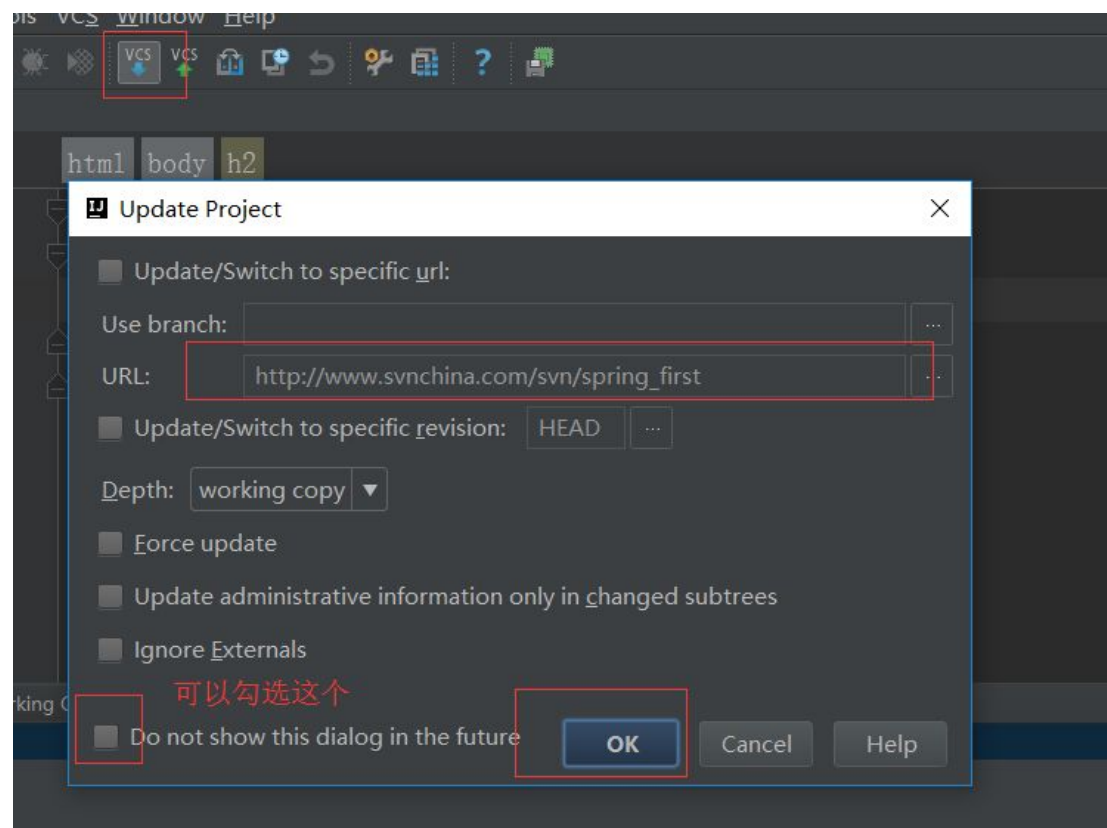 VCS Window Help
VCS VCS ?
html body h2
Update Project
Update/Switch to specific url:
Use branch: ...
URL: http://www.svnchina.com/svn/spring_first ...
Update/Switch to specific revision: HEAD ...
Depth: working copy
Force update
Update administrative information only in changed subtrees
Ignore Externals
可以勾选这个
Do not show this dialog in the future OK Cancel Help